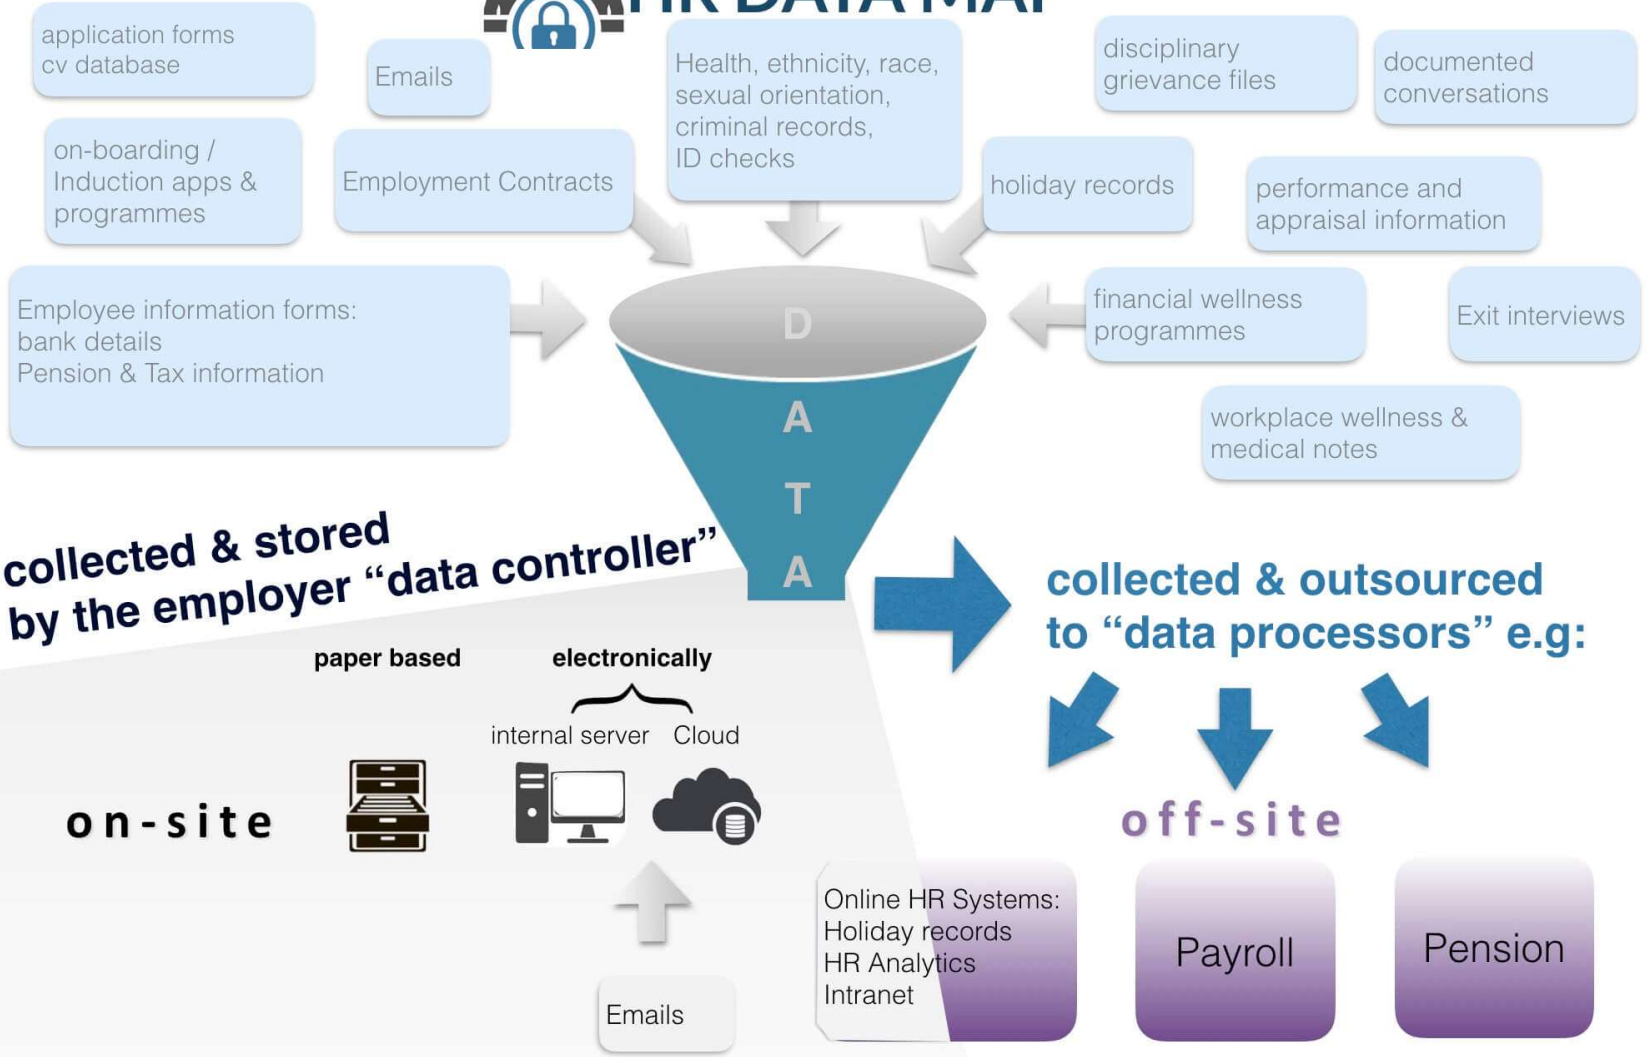 HR DATA MAP
application forms
cv database
Emails
Health, ethnicity, race,
sexual orientation,
criminal records,
ID checks
disciplinary
grievance files
documented
conversations
on-boarding /
Induction apps &
programmes
Employment Contracts
holiday records
performance and
appraisal information
Employee information forms:
bank details
Pension & Tax information
financial wellness
programmes
Exit interviews
workplace wellness &
medical notes
D
A
T
A
collected & stored
by the employer “data controller”
collected & outsourced
to “data processors” e.g:
paper based
electronically
internal server
Cloud
on-site
off-site
Emails
Online HR Systems:
Holiday records
HR Analytics
Intranet
Payroll
Pension